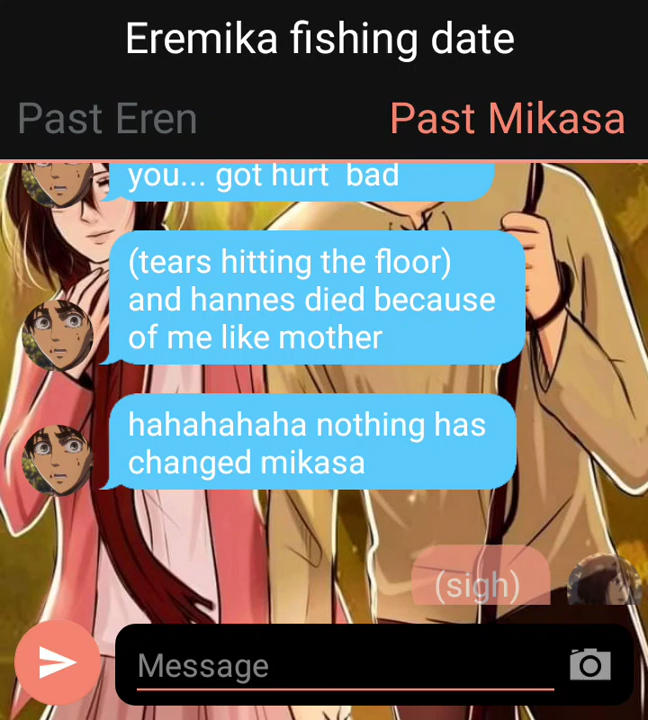 Eremika fishing date
Past Eren
Past Mikasa
you... got hurt  bad
(tears hitting the floor)
and hannes died because
of me like mother
hahahahaha nothing has
changed mikasa
(sigh)
Message